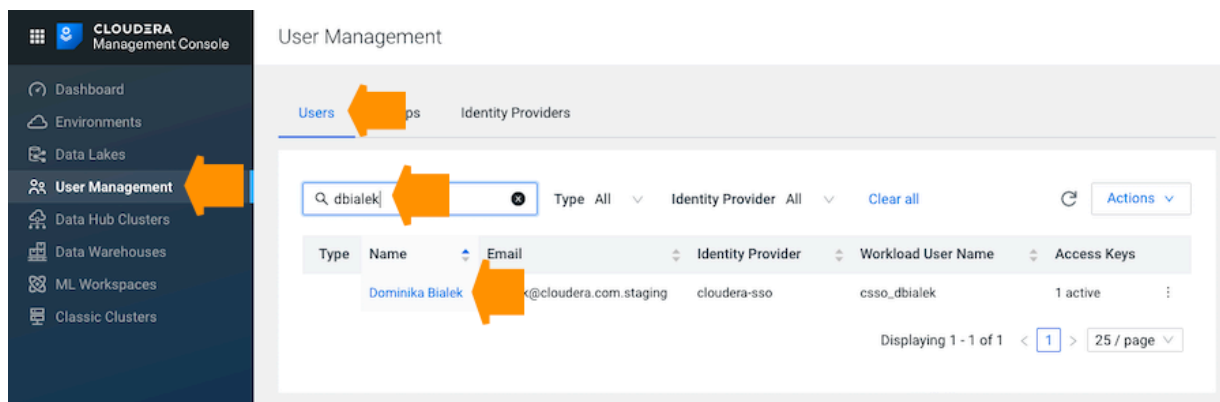 CLOUDERA
Management Console
User Management
Dashboard
Environments
Data Lakes
User Management
Data Hub Clusters
Data Warehouses
ML Workspaces
Classic Clusters
Users
Identity Providers
dbialek
Type All
Identity Provider All
Clear all
Actions
Type Name Email Identity Provider Workload User Name Access Keys
Dominika Bialek @cloudera.com.staging cloudera-sso csso_dbialek 1 active
Displaying 1 - 1 of 1 < 1 > 25 / page